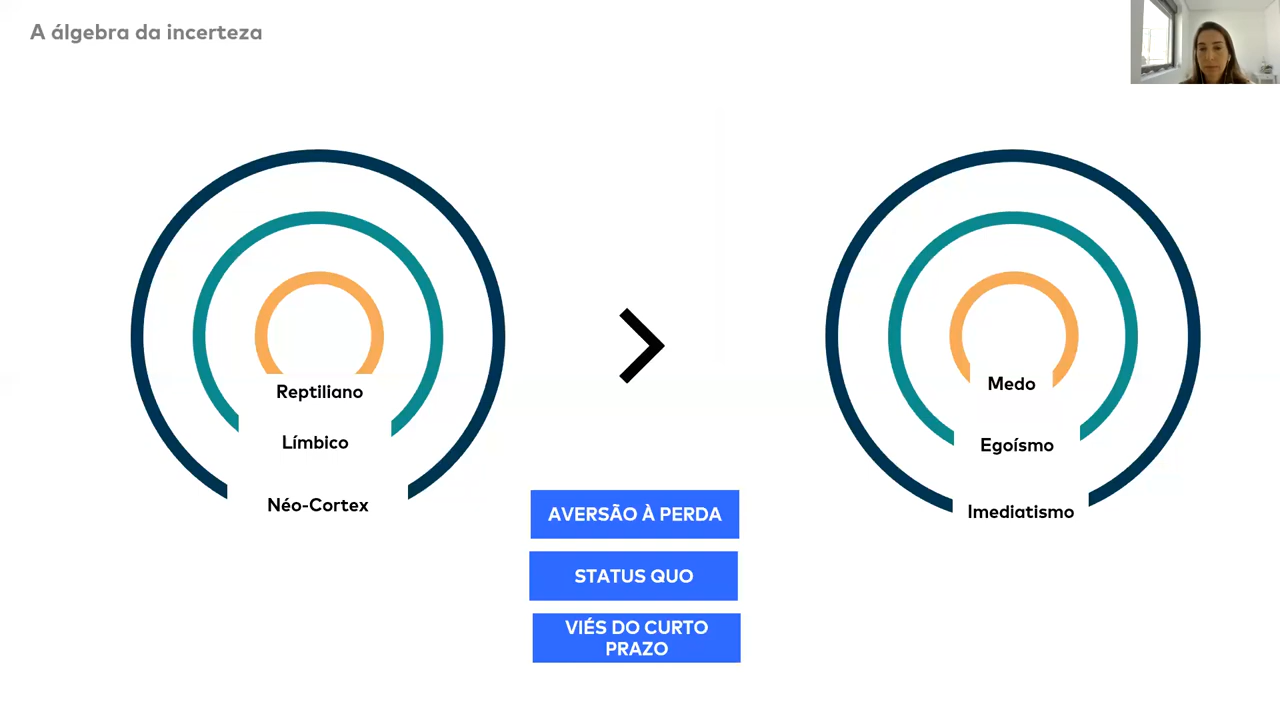 A álgebra da incerteza
Reptiliano
Límbico
Néo-Cortex
Medo
Egoísmo
Imediatismo
AVERSÃO À PERDA
STATUS QUO
VIÉS DO CURTO
PRAZO